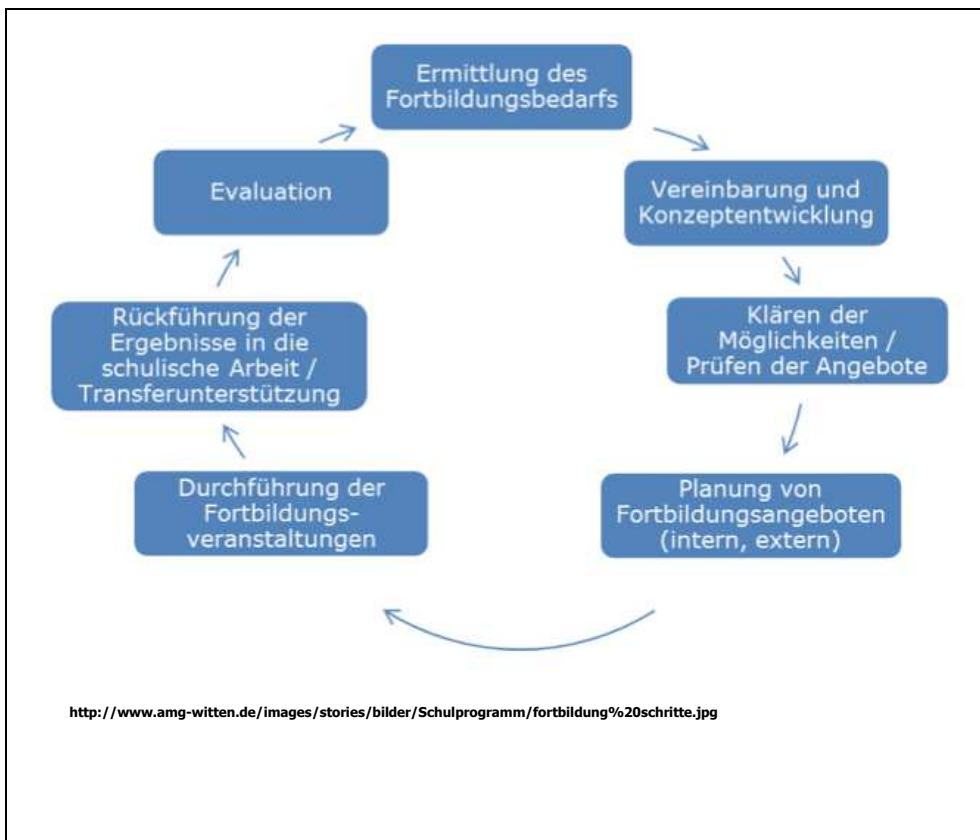 Ermittlung des
Fortbildungsbedarfs
Vereinbarung und
Konzeptentwicklung
Klären der
Möglichkeiten /
Prüfen der Angebote
Planung von
Fortbildungsangeboten
(intern, extern)
Durchführung der
Fortbildungs-
veranstaltungen
Rückführung der
Ergebnisse in die
schulische Arbeit /
Transferunterstützung
Evaluation
http://www.amg-witten.de/images/stories/bilder/Schulprogramm/fortbildung%20schritte.jpg